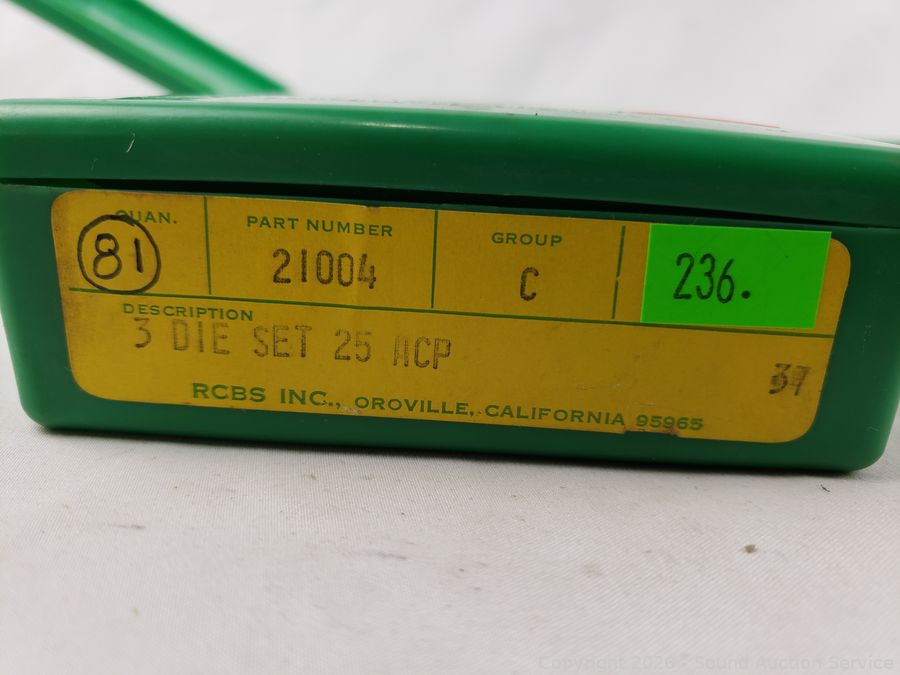 QUAN. PART NUMBER GROUP
81 21004 C 236.
DESCRIPTION
3 DIE SET 25 ACP
RCBS INC., OROVILLE, CALIFORNIA 95965
Copyright 2026 - Sound Auction Service